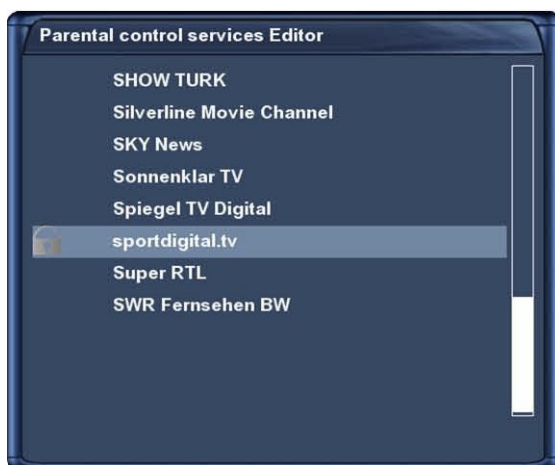 Parental control services Editor
SHOW TURK
Silverline Movie Channel
SKY News
Sonnenklar TV
Spiegel TV Digital
sportdigital.tv
Super RTL
SWR Fernsehen BW